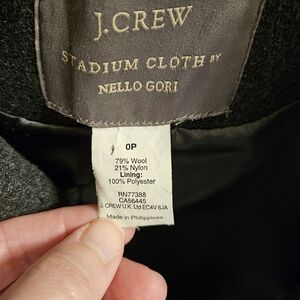 J.CREW
STADIUM CLOTH BY
NELLO GORI
0P
79% Wool
21% Nylon
Lining:
100% Polyester
RN77388
CA56445
J.CREW U.K. Ltd EC4V 6JA
Made in Philippines